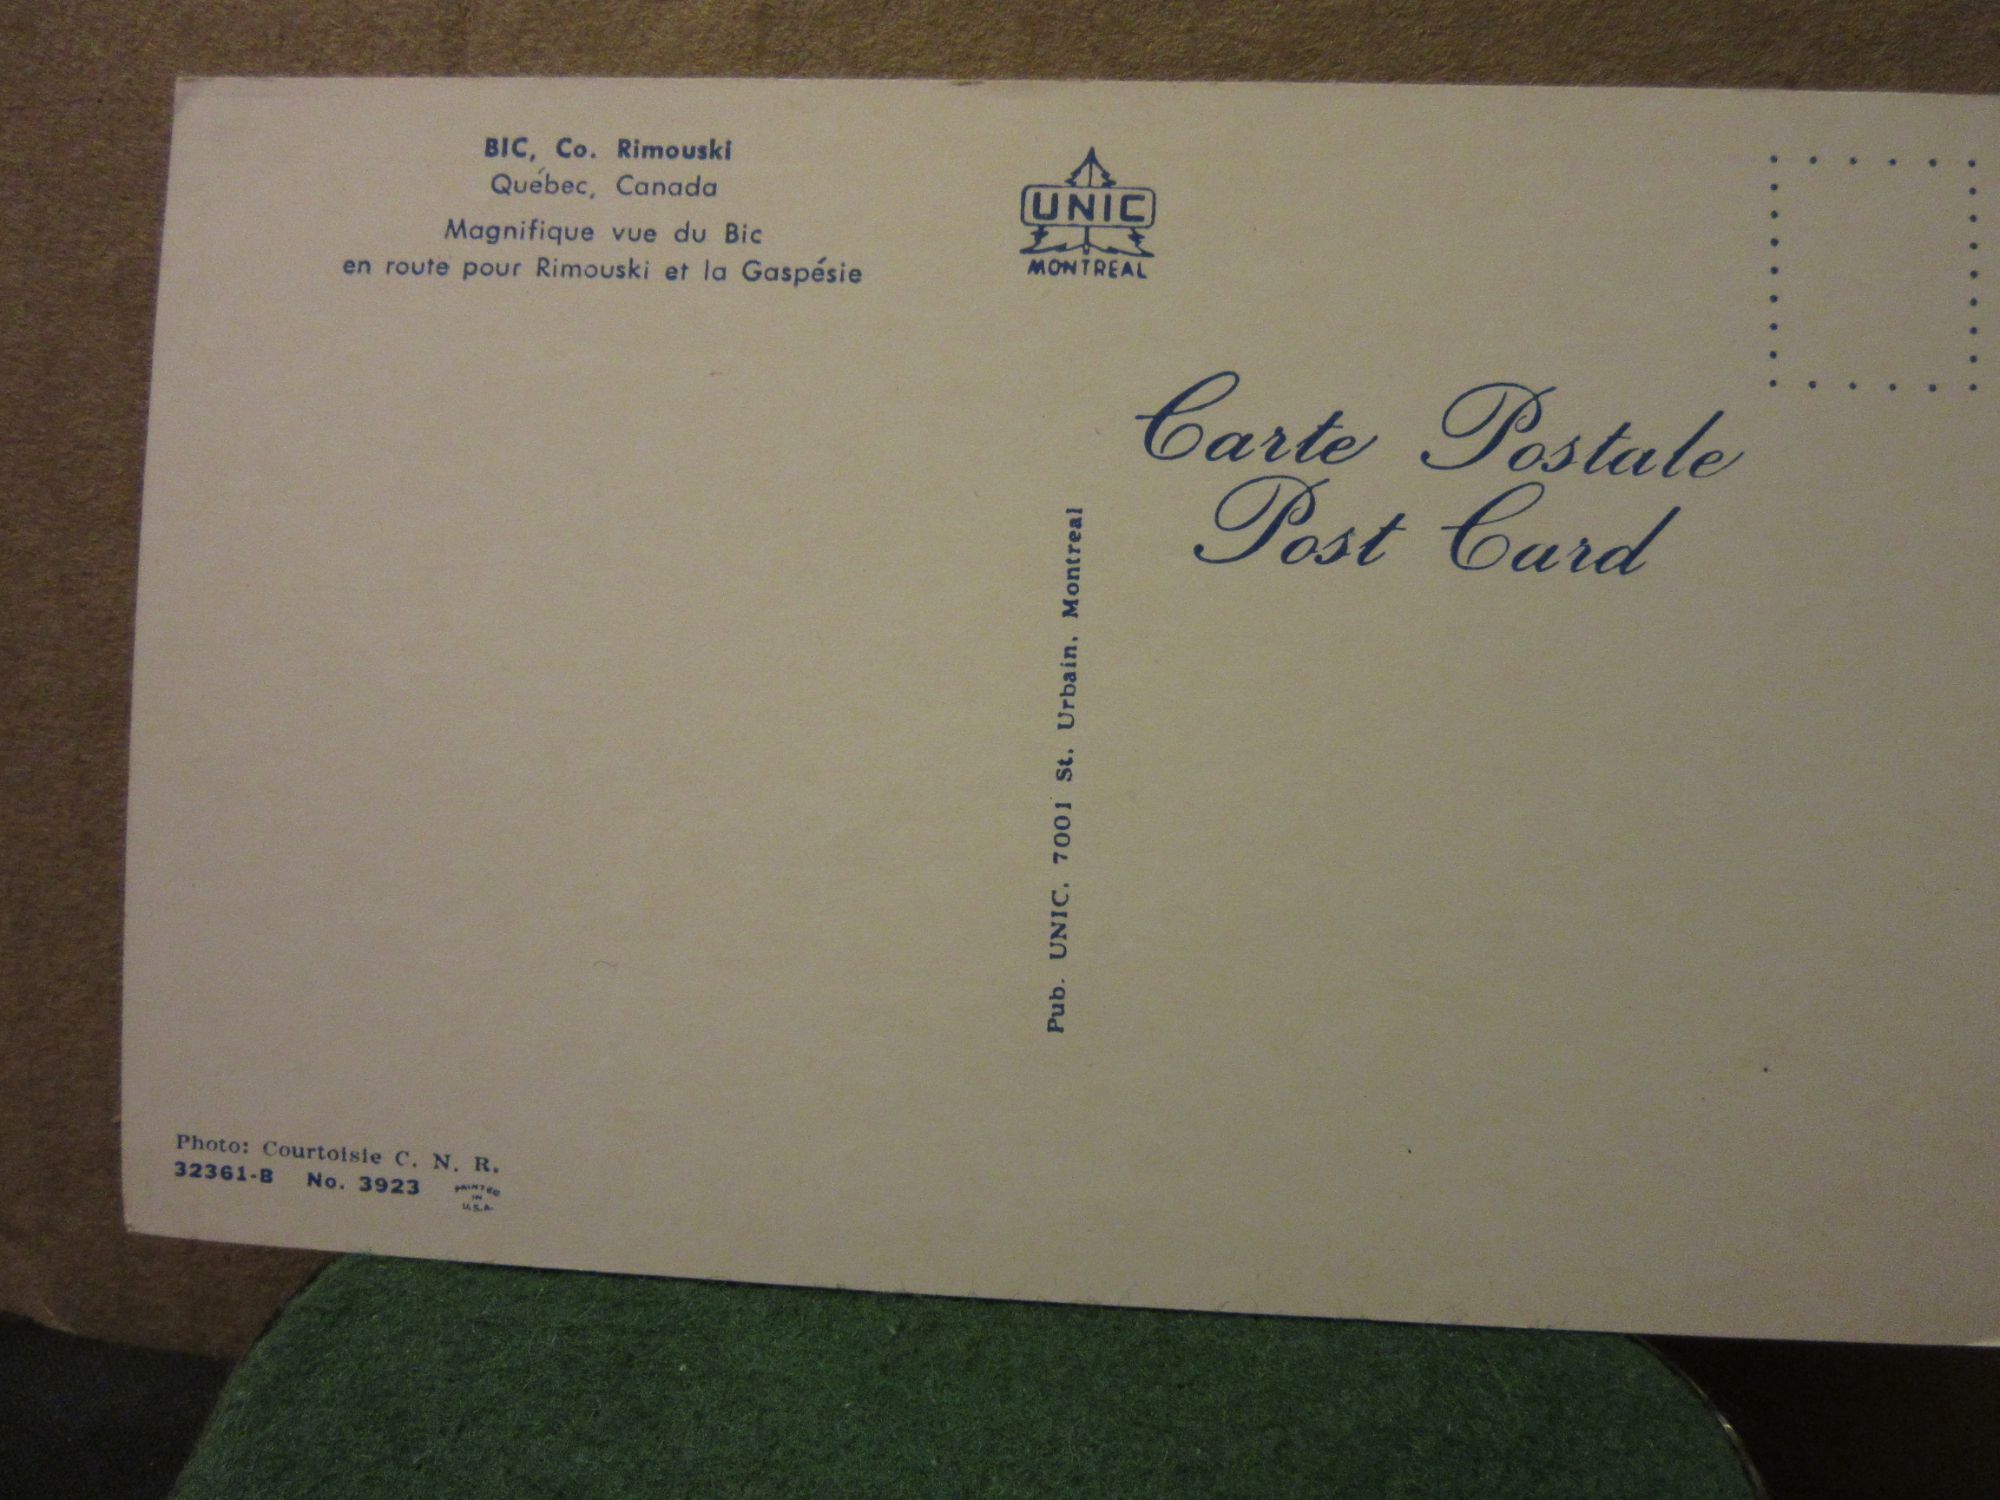 BIC, Co. Rimouski
Québec, Canada
Magnifique vue du Bic
en route pour Rimouski et la Gaspésie
UNIC
MONTREAL
Carte Postale
Post Card
Pub. UNIC. 7001 St. Urbain. Montreal
Photo: Courtoisie C. N. R.
32361-B No. 3923
PRINTED
IN
U.S.A.